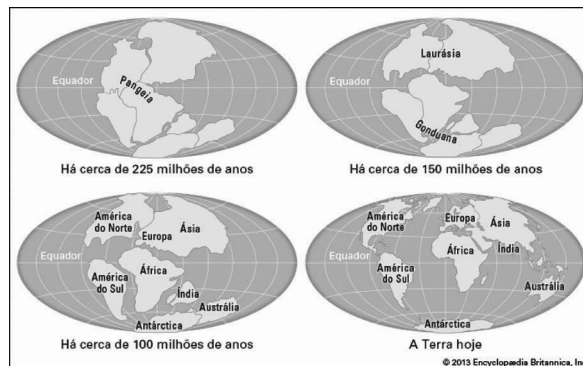 Equador
Pangeia
Há cerca de 225 milhões de anos
Laurásia
Equador
Gonduana
Há cerca de 150 milhões de anos
América
do Norte
Europa
Ásia
Equador
América
do Sul
África
Índia
Austrália
Antárctica
Há cerca de 100 milhões de anos
América
do Norte
Europa
Ásia
Equador
África
Índia
América
do Sul
Austrália
Antárctica
A Terra hoje
© 2013 Encyclopædia Britannica, Inc